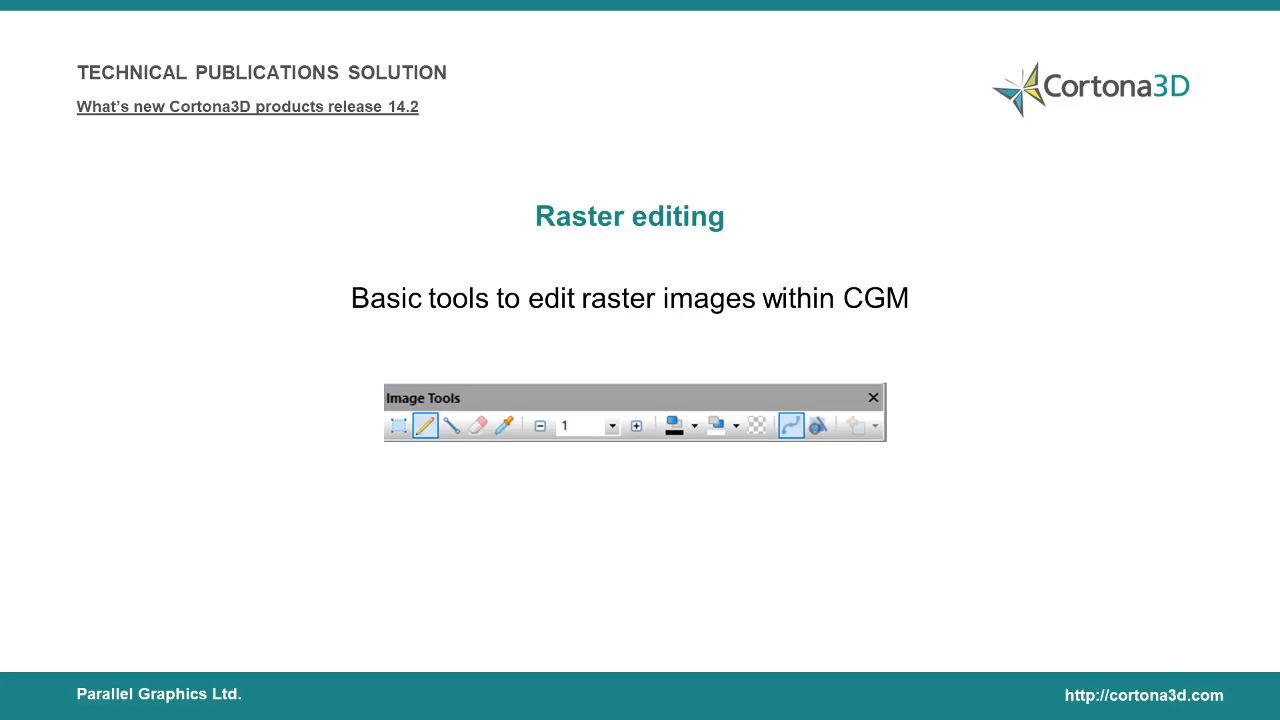 TECHNICAL PUBLICATIONS SOLUTION
What's new Cortona3D products release 14.2
Cortona3D
Raster editing
Basic tools to edit raster images within CGM
Image Tools
1
Parallel Graphics Ltd.
http://cortona3d.com